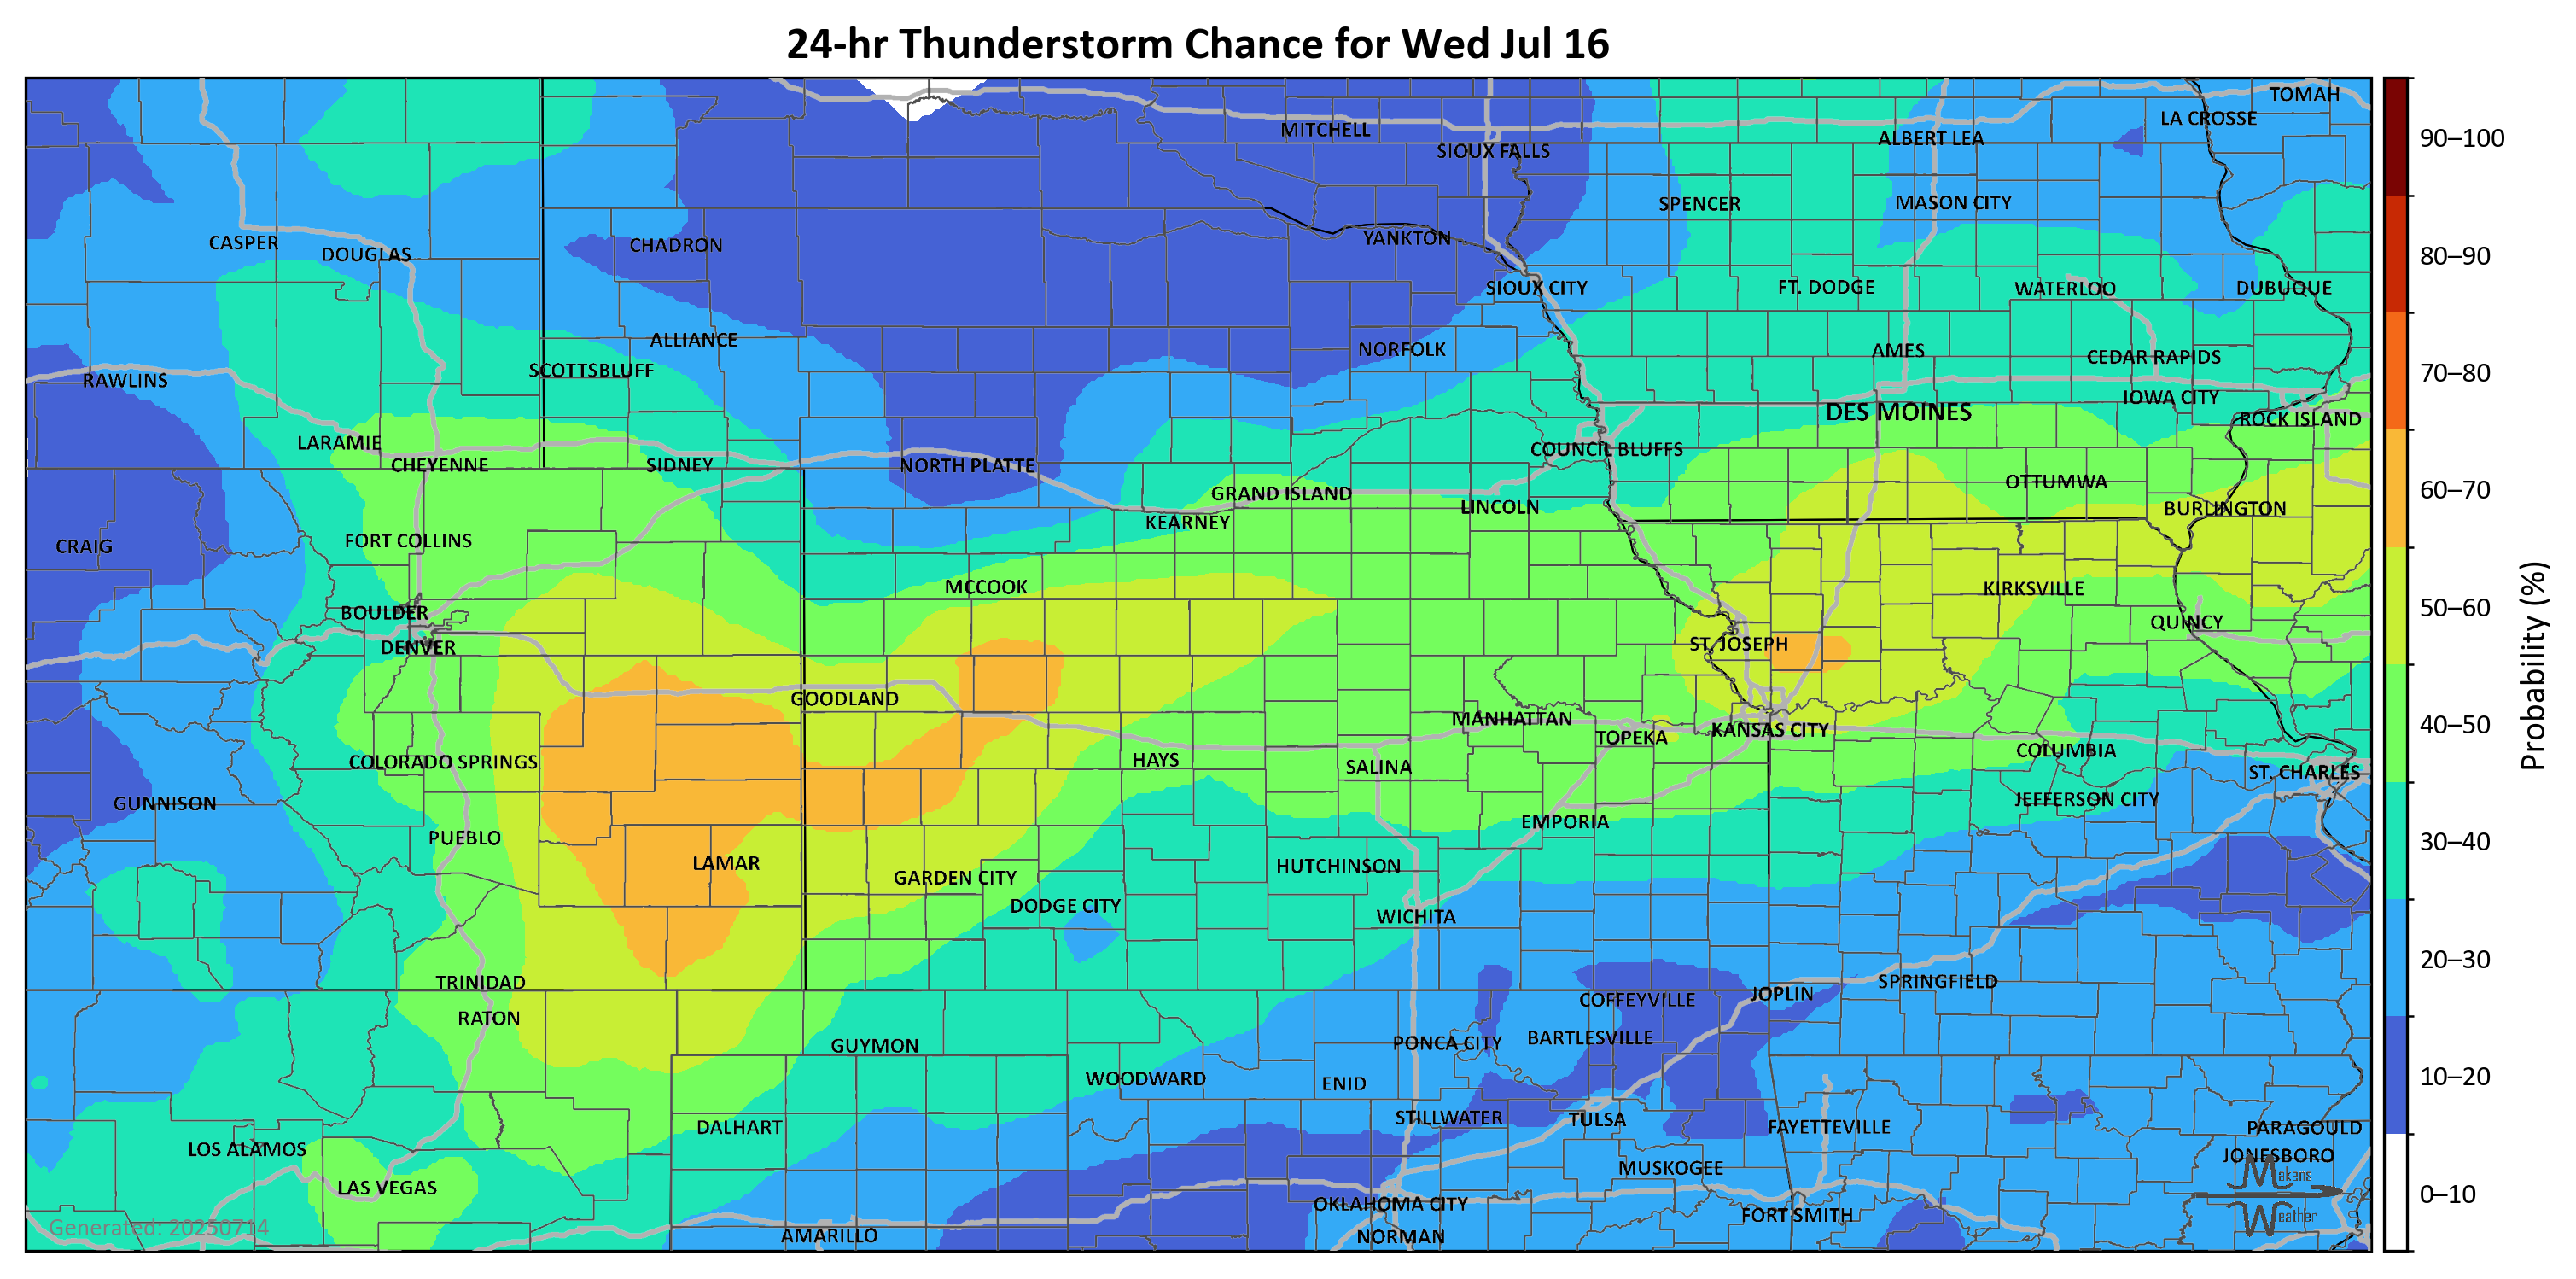 24-hr Thunderstorm Chance for Wed Jul 16
TOMAH
LA CROSSE
MITCHELL
ALBERT LEA
SIOUX FALLS
SPENCER
MASON CITY
CASPER
DOUGLAS
CHADRON
YANKTON
SIOUX CITY
FT. DODGE
WATERLOO
DUBUQUE
ALLIANCE
NORFOLK
AMES
CEDAR RAPIDS
RAWLINS
SCOTTSBLUFF
IOWA CITY
DES MOINES
ROCK ISLAND
LARAMIE
COUNCIL BLUFFS
CHEYENNE
SIDNEY
NORTH PLATTE
OTTUMWA
GRAND ISLAND
LINCOLN
BURLINGTON
KEARNEY
CRAIG
FORT COLLINS
MCCOOK
KIRKSVILLE
BOULDER
QUINCY
DENVER
ST. JOSEPH
GOODLAND
MANHATTAN
KANSAS CITY
TOPEKA
COLUMBIA
COLORADO SPRINGS
HAYS
SALINA
ST. CHARLES
GUNNISON
JEFFERSON CITY
EMPORIA
PUEBLO
LAMAR
HUTCHINSON
GARDEN CITY
DODGE CITY
WICHITA
TRINIDAD
SPRINGFIELD
JOPLIN
COFFEYVILLE
RATON
BARTLESVILLE
GUYMON
PONCA CITY
WOODWARD
ENID
STILLWATER
TULSA
DALHART
FAYETTEVILLE
PARAGOULD
LOS ALAMOS
JONESBORO
MUSKOGEE
Makens
LAS VEGAS
OKLAHOMA CITY
FORT SMITH
Weather
Generated: 20250714
AMARILLO
NORMAN
90–100
80–90
70–80
60–70
50–60
40–50
30–40
20–30
10–20
0–10
Probability (%)